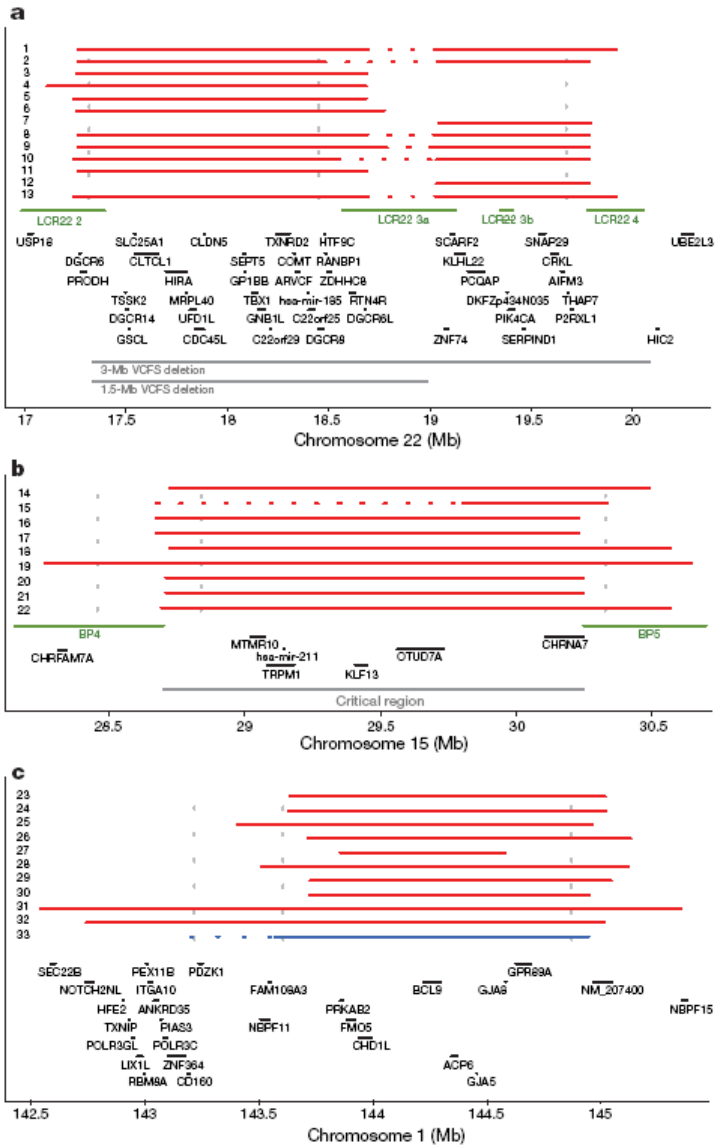 a
1
2
3
4
5
6
7
8
9
10
11
12
13
LCR22 2 LCR22 3a LCR22 3b LCR22 4
USP18 SLC25A1 CLDN5 TXNRD2 HTF9C SCARF2 SNAP29 UBE2L3
DGCR6 CLTCL1 SEPT5 COMT RANBP1 KLHL22 CRKL
PRODH HIRA GP1BB ARVCF ZDHHC8 PCQAP AIFM3
TSSK2 MRPL40 TBX1 hsa-mir-185 RTN4R DKFZp434N035 THAP7
DGCR14 UFD1L GNB1L C22orf25 DGCR6L PIK4CA P2RXL1
GSCL CDC45L C22orf29 DGCR8 ZNF74 SERPIND1 HIC2
3-Mb VCFS deletion
1.5-Mb VCFS deletion
17 17.5 18 18.5 19 19.5 20
Chromosome 22 (Mb)
b
14
15
16
17
18
19
20
21
22
BP4 BP5
CHRFAM7A MTMR10 OTUD7A CHRNA7
hsa-mir-211
TRPM1 KLF13
Critical region
28.5 29 29.5 30 30.5
Chromosome 15 (Mb)
c
23
24
25
26
27
28
29
30
31
32
33
SEC22B PEX11B PDZK1 GPR89A
NOTCH2NL ITGA10 FAM108A3 BCL9 GJA8 NM_207400
HFE2 ANKRD35 PRKAB2 NBPF15
TXNIP PIAS3 NBPF11 FMO5
POLR3GL POLR3C CHD1L
LIX1L ZNF364 ACP6
RBM8A CD160 GJA5
142.5 143 143.5 144 144.5 145
Chromosome 1 (Mb)